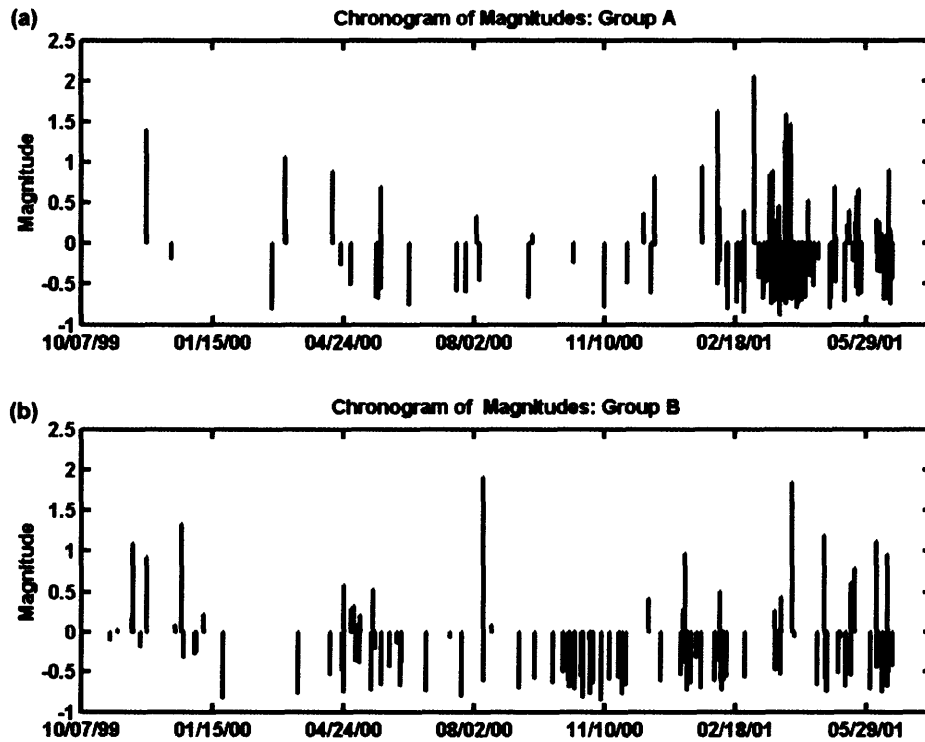 (a)
Chronogram of Magnitudes: Group A
2.5
2
1.5
1
0.5
0
-0.5
-1
Magnitude
10/07/99 01/15/00 04/24/00 08/02/00 11/10/00 02/18/01 05/29/01
(b)
Chronogram of Magnitudes: Group B
2.5
2
1.5
1
0.5
0
-0.5
-1
Magnitude
10/07/99 01/15/00 04/24/00 08/02/00 11/10/00 02/18/01 05/29/01